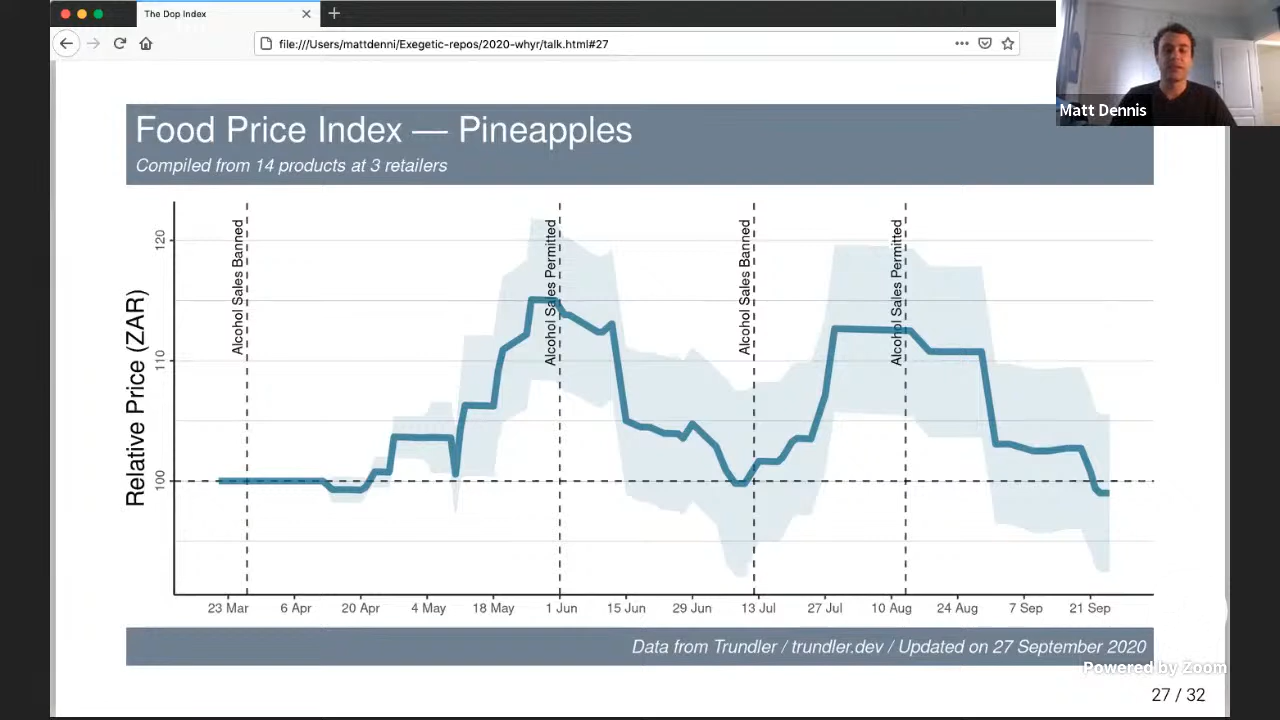 The Dop Index
file:///Users/mattdenni/Exegetic-repos/2020-whyr/talk.html#27
Matt Dennis
Food Price Index — Pineapples
Compiled from 14 products at 3 retailers
Relative Price (ZAR)
120
110
100
Alcohol Sales Banned
Alcohol Sales Permitted
Alcohol Sales Banned
Alcohol Sales Permitted
23 Mar 6 Apr 20 Apr 4 May 18 May 1 Jun 15 Jun 29 Jun 13 Jul 27 Jul 10 Aug 24 Aug 7 Sep 21 Sep
Data from Trundler / trundler.dev / Updated on 27 September 2020
Powered by Zoom
27 / 32